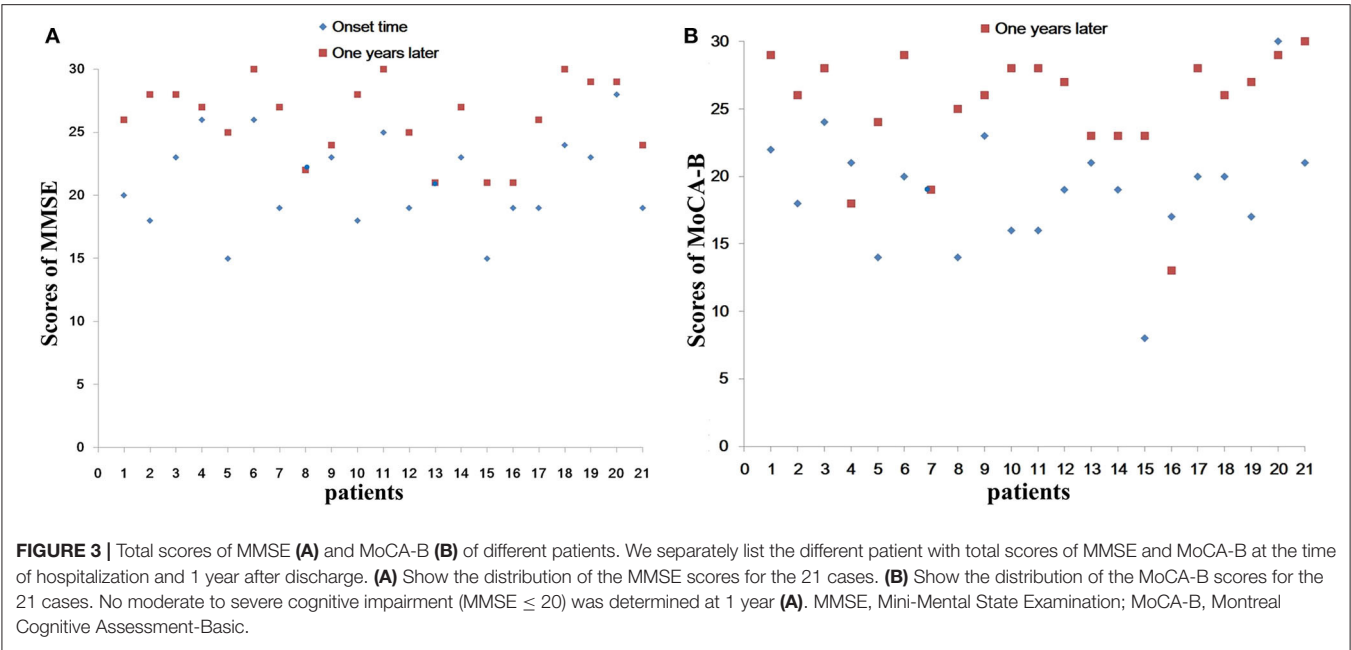 A
Onset time
One years later
30
25
20
15
10
5
0
Scores of MMSE
0 1 2 3 4 5 6 7 8 9 10 11 12 13 14 15 16 17 18 19 20 21
patients
B
One years later
30
25
20
15
10
5
0
Scores of MoCA-B
0 1 2 3 4 5 6 7 8 9 10 11 12 13 14 15 16 17 18 19 20 21
patients
FIGURE 3 | Total scores of MMSE (A) and MoCA-B (B) of different patients. We separately list the different patient with total scores of MMSE and MoCA-B at the time
of hospitalization and 1 year after discharge. (A) Show the distribution of the MMSE scores for the 21 cases. (B) Show the distribution of the MoCA-B scores for the
21 cases. No moderate to severe cognitive impairment (MMSE ≤ 20) was determined at 1 year (A). MMSE, Mini-Mental State Examination; MoCA-B, Montreal
Cognitive Assessment-Basic.